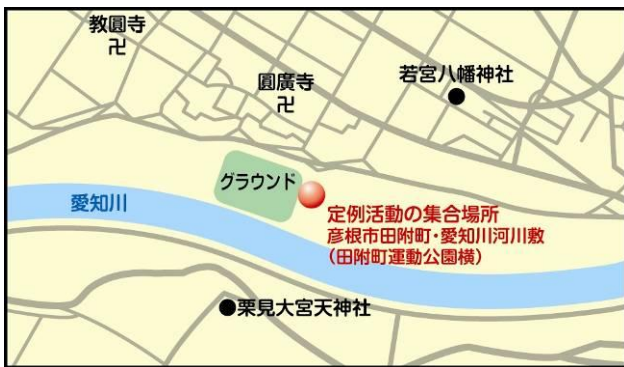 教圓寺
卍
圓廣寺
卍
若宮八幡神社
グラウンド
愛知川
定例活動の集合場所
彦根市田附町・愛知川河川敷
(田附町運動公園横)
栗見大宮天神社